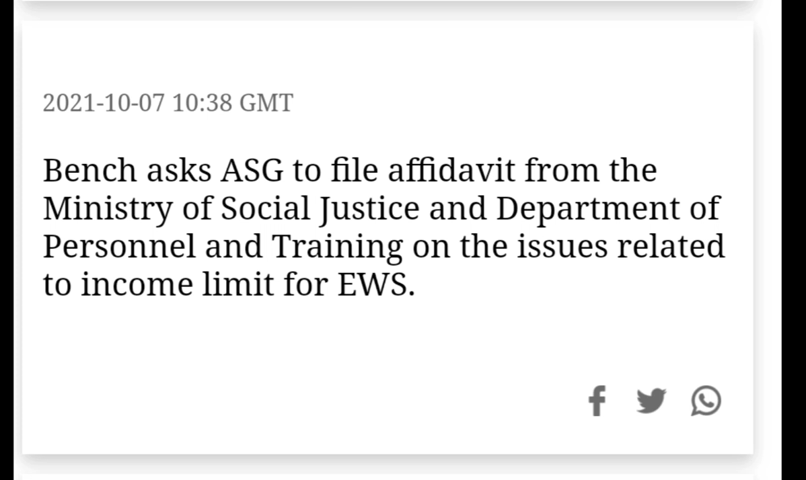 2021-10-07 10:38 GMT
Bench asks ASG to file affidavit from the
Ministry of Social Justice and Department of
Personnel and Training on the issues related
to income limit for EWS.